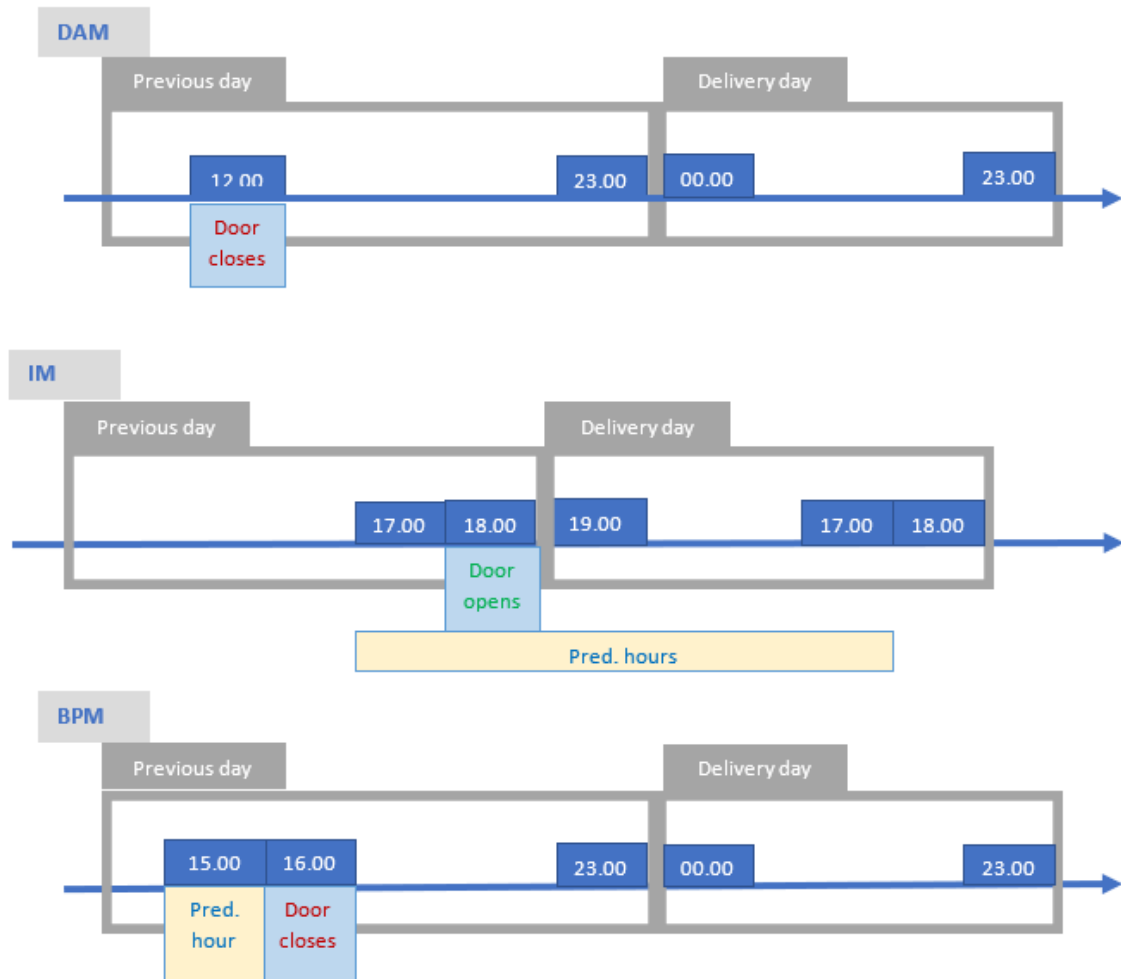 DAM
Previous day
Delivery day
12.00
23.00
00.00
23.00
Door
closes
IM
Previous day
Delivery day
17.00
18.00
19.00
17.00
18.00
Door
opens
Pred. hours
BPM
Previous day
Delivery day
15.00
16.00
23.00
00.00
23.00
Pred.
hour
Door
closes